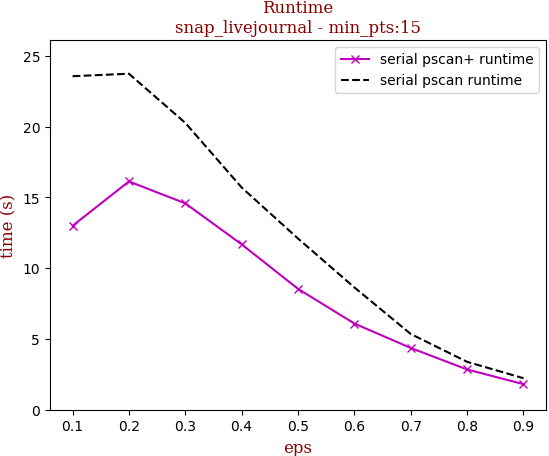 Runtime
snap_livejournal - min_pts:15
serial pscan+ runtime
serial pscan runtime
time (s)
25
20
15
10
5
0
0.1 0.2 0.3 0.4 0.5 0.6 0.7 0.8 0.9
eps